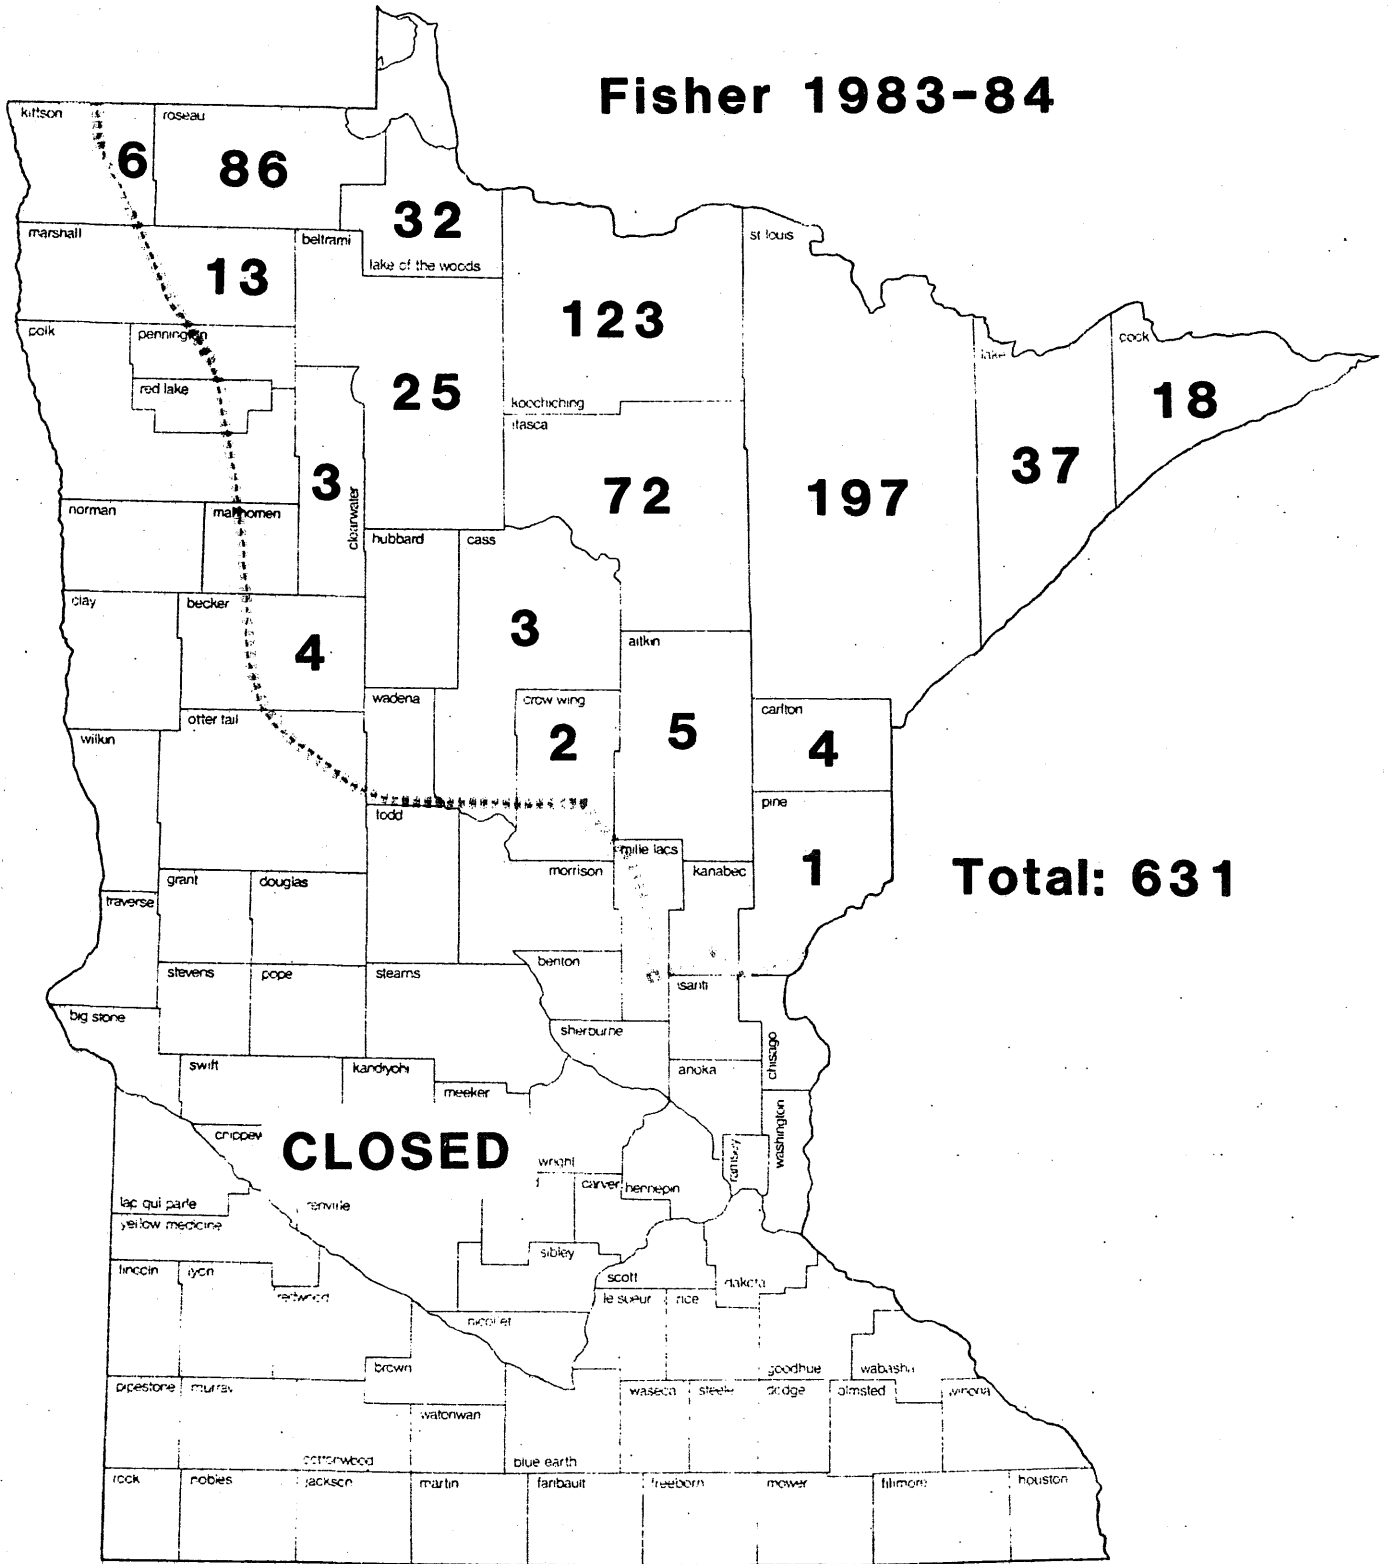 Fisher 1983-84
kittson
6
roseau
86
32
lake of the woods
marshall
13
beltrami
25
123
koochiching
st louis
197
lake
37
cook
18
polk
pennington
red lake
3
clearwater
itasca
72
norman
mahnomen
hubbard
cass
3
clay
becker
4
aitkin
5
wadena
crow wing
2
carlton
4
otter tail
wilkin
todd
pine
1
mille lacs
morrison
kanabec
Total: 631
grant
douglas
traverse
benton
stevens
pope
stearns
isanti
big stone
sherburne
chisago
swift
kandiyohi
meeker
anoka
CLOSED
wright
ramsey
washington
carver
hennepin
lac qui parle
renville
yellow medicine
sibley
lincoln
lyon
redwood
scott
dakota
le sueur
rice
nicollet
brown
goodhue
wabasha
pipestone
murray
waseca
steele
dodge
olmsted
winona
watonwan
cottonwood
blue earth
rock
nobles
jackson
martin
faribault
freeborn
mower
fillmore
houston